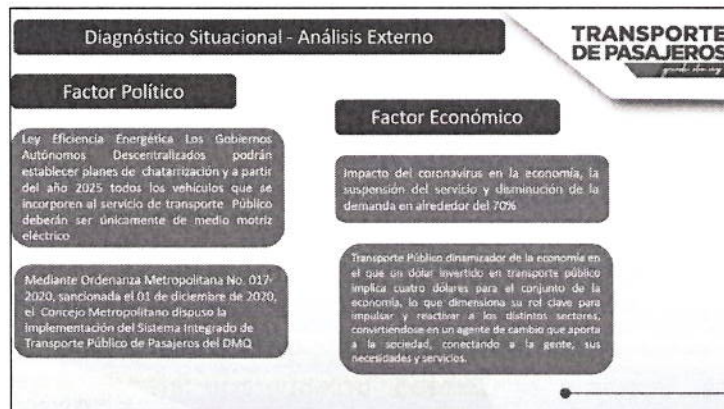 Diagnóstico Situacional - Análisis Externo
TRANSPORTE
DE PASAJEROS
Factor Político
Ley Eficiencia Energética Los Gobiernos
Autónomos Descentralizados podrán
establecer planes de chatarrización y a partir
del año 2025 todos los vehículos que se
incorporen al servicio de transporte Público
deberán ser únicamente de medio motriz
eléctrico
Mediante Ordenanza Metropolitana No. 017-
2020, sancionada el 01 de diciembre de 2020,
el Concejo Metropolitano dispuso la
Implementación del Sistema Integrado de
Transporte Público de Pasajeros del DMQ
Factor Económico
Impacto del coronavirus en la economía, la
suspensión del servicio y disminución de la
demanda en alrededor del 70%
Transporte Público dinamizador de la economía en
el que un dólar invertido en transporte público
implica cuatro dólares para el conjunto de la
economía, lo que dimensiona su rol clave para
impulsar y reactivar a los distintos sectores,
convirtiéndose en un agente de cambio que aporta
a la sociedad, conectando a la gente, sus
necesidades y servicios.